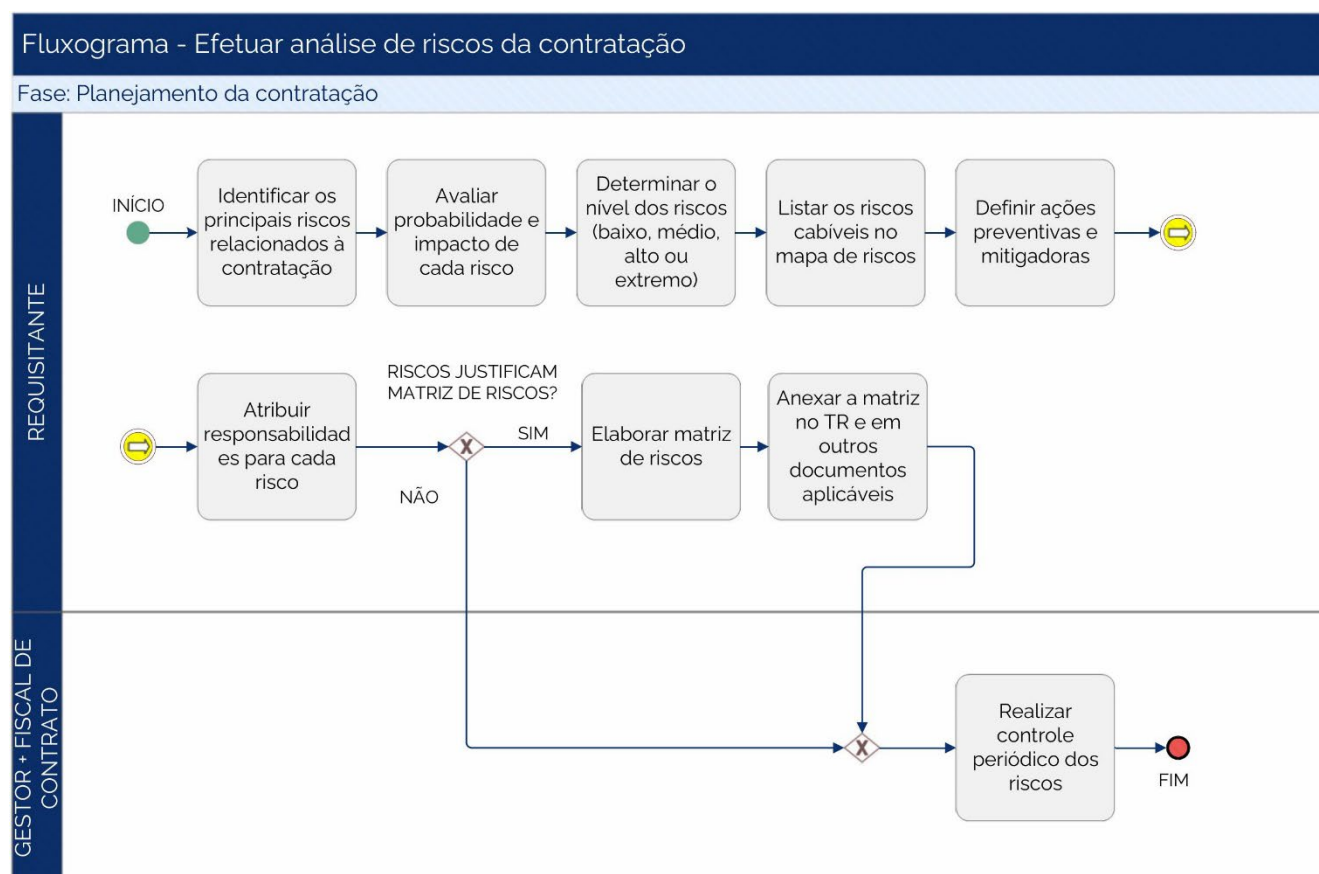 Fluxograma - Efetuar análise de riscos da contratação
Fase: Planejamento da contratação
REQUISITANTE
INÍCIO
Identificar os
principais riscos
relacionados à
contratação
Avaliar
probabilidade e
impacto de
cada risco
Determinar o
nível dos riscos
(baixo, médio,
alto ou
extremo)
Listar os riscos
cabíveis no
mapa de riscos
Definir ações
preventivas e
mitigadoras
Atribuir
responsabilidad
es para cada
risco
RISCOS JUSTIFICAM
MATRIZ DE RISCOS?
SIM
NÃO
Elaborar matriz
de riscos
Anexar a matriz
no TR e em
outros
documentos
aplicáveis
GESTOR + FISCAL DE
CONTRATO
X
X
Realizar
controle
periódico dos
riscos
FIM